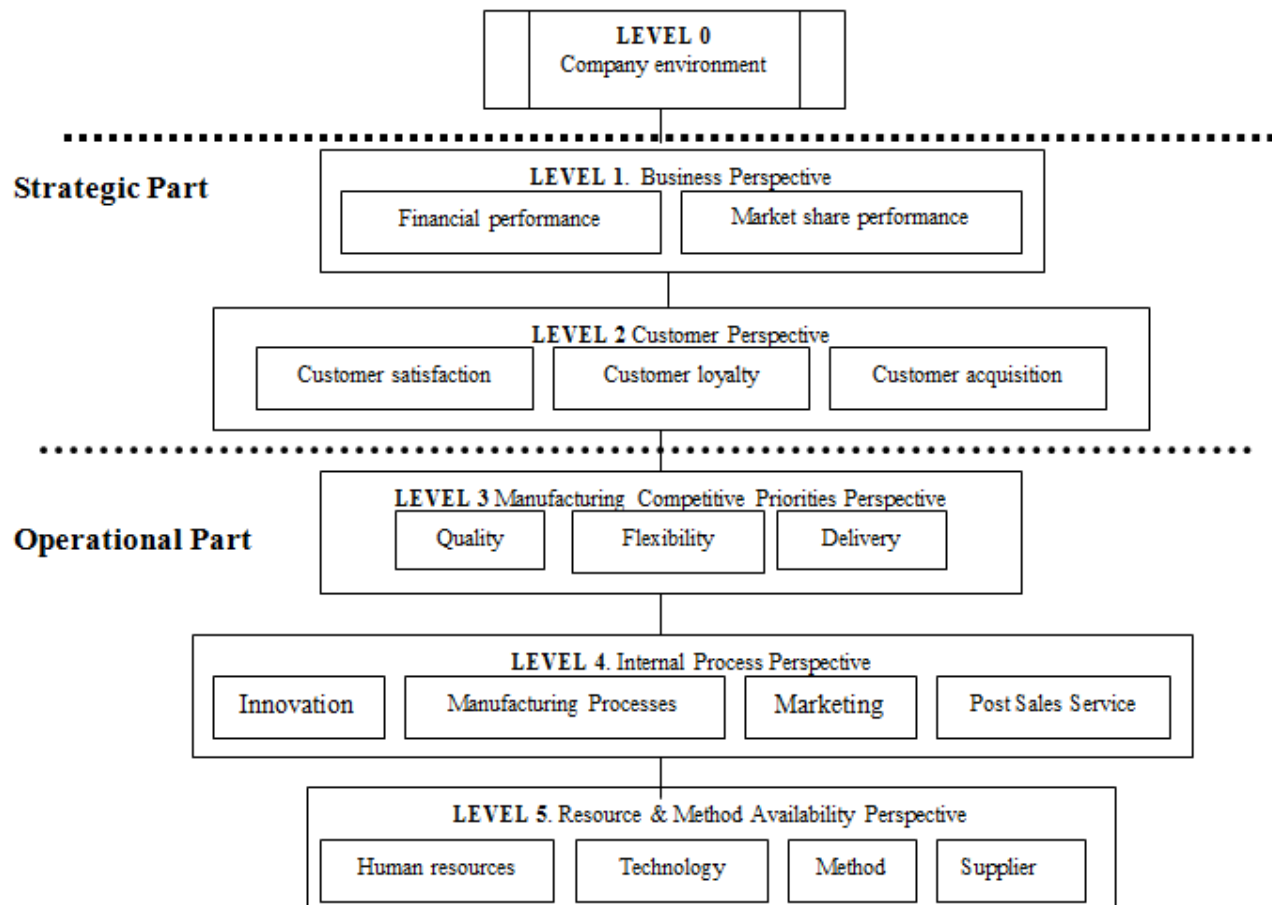 LEVEL 0
Company environment
Strategic Part
LEVEL 1. Business Perspective
Financial performance
Market share performance
LEVEL 2 Customer Perspective
Customer satisfaction
Customer loyalty
Customer acquisition
Operational Part
LEVEL 3 Manufacturing Competitive Priorities Perspective
Quality
Flexibility
Delivery
LEVEL 4. Internal Process Perspective
Innovation
Manufacturing Processes
Marketing
Post Sales Service
LEVEL 5. Resource & Method Availability Perspective
Human resources
Technology
Method
Supplier